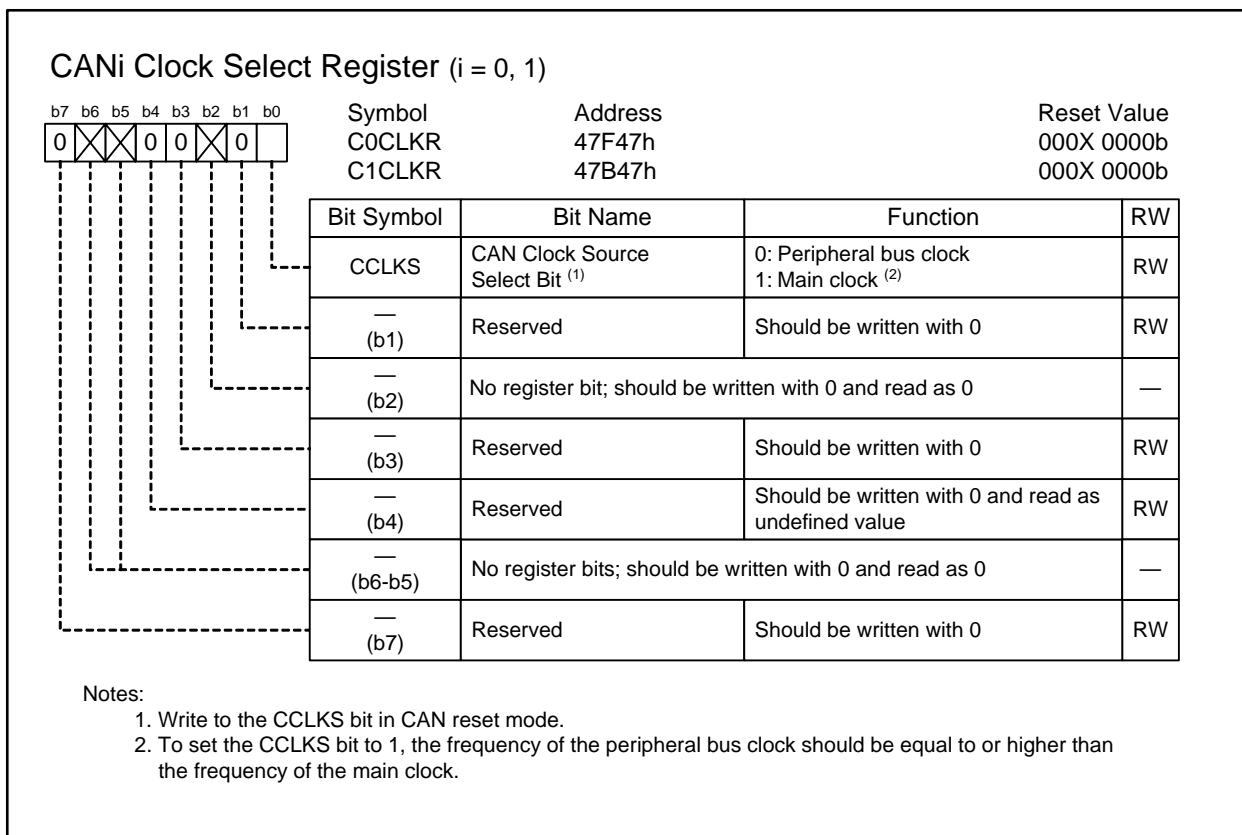 CANi Clock Select Register (i = 0, 1)
b7 b6 b5 b4 b3 b2 b1 b0
0 0 0 0
Symbol Address Reset Value
C0CLKR 47F47h 000X 0000b
C1CLKR 47B47h 000X 0000b
Bit Symbol Bit Name Function RW
CCLKS CAN Clock Source Select Bit (1) 0: Peripheral bus clock 1: Main clock (2) RW
— (b1) Reserved Should be written with 0 RW
— (b2) No register bit; should be written with 0 and read as 0 —
— (b3) Reserved Should be written with 0 RW
— (b4) Reserved Should be written with 0 and read as undefined value RW
— (b6-b5) No register bits; should be written with 0 and read as 0 —
— (b7) Reserved Should be written with 0 RW
Notes:
1. Write to the CCLKS bit in CAN reset mode.
2. To set the CCLKS bit to 1, the frequency of the peripheral bus clock should be equal to or higher than
the frequency of the main clock.